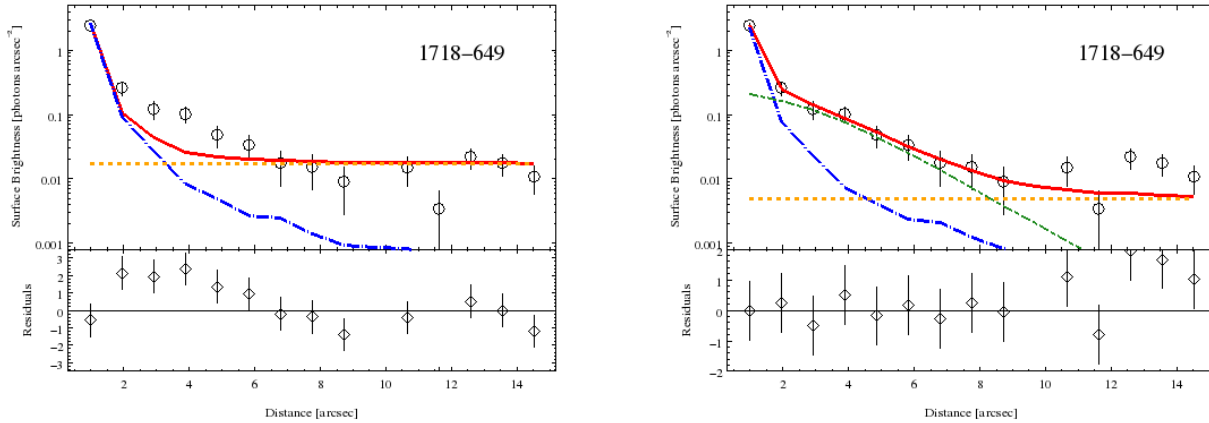 1718−649
Surface Brightness [photons arcsec⁻²]
1
0.1
0.01
0.001
Residuals
3
2
1
0
−1
−2
−3
2 4 6 8 10 12 14
Distance [arcsec]
1718−649
Surface Brightness [photons arcsec⁻²]
1
0.1
0.01
0.001
Residuals
2
1
0
−1
−2
2 4 6 8 10 12 14
Distance [arcsec]